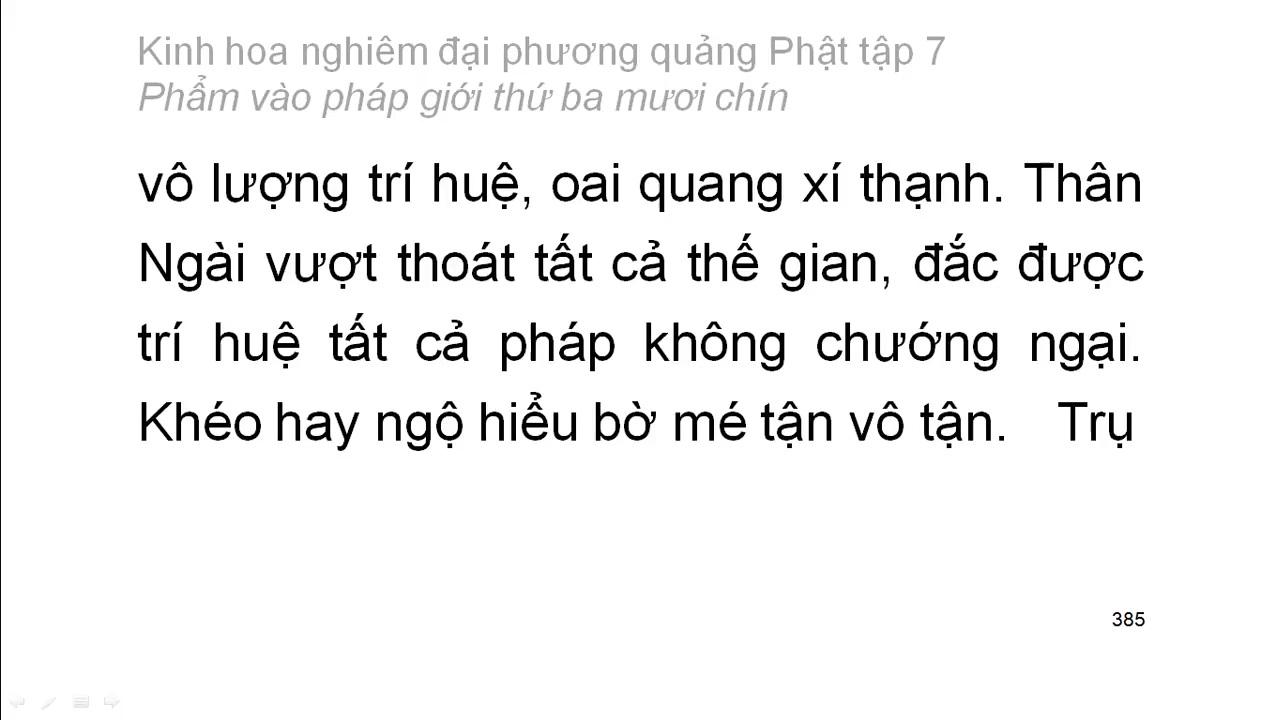 Kinh hoa nghiêm đại phương quảng Phật tập 7
Phẩm vào pháp giới thứ ba mươi chín
vô lượng trí huệ, oai quang xí thạnh. Thân
Ngài vượt thoát tất cả thế gian, đắc được
trí huệ tất cả pháp không chướng ngại.
Khéo hay ngộ hiểu bờ mé tận vô tận. Trụ
385